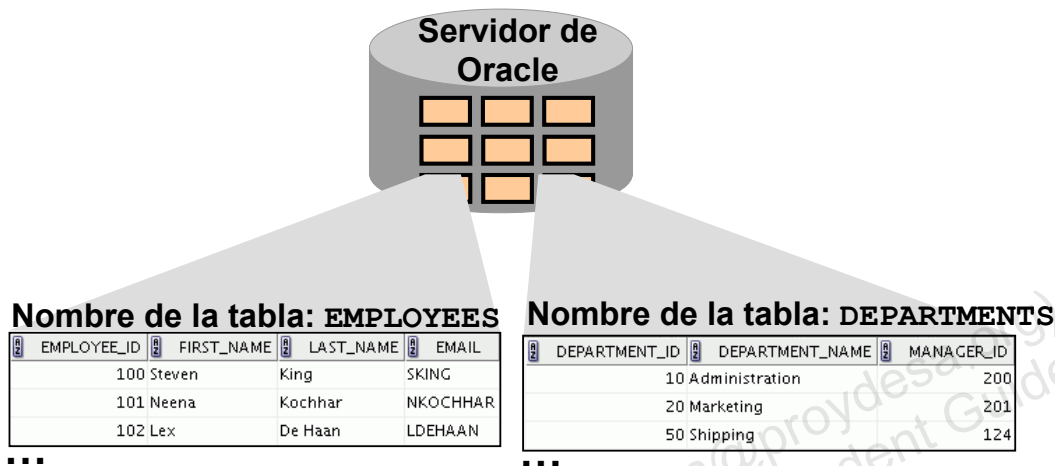 Servidor de
Oracle
Nombre de la tabla: EMPLOYEES
EMPLOYEE_ID FIRST_NAME LAST_NAME EMAIL
100 Steven King SKING
101 Neena Kochhar NKOCHHAR
102 Lex De Haan LDEHAAN
...
Nombre de la tabla: DEPARTMENTS
DEPARTMENT_ID DEPARTMENT_NAME MANAGER_ID
10 Administration 200
20 Marketing 201
50 Shipping 124
...